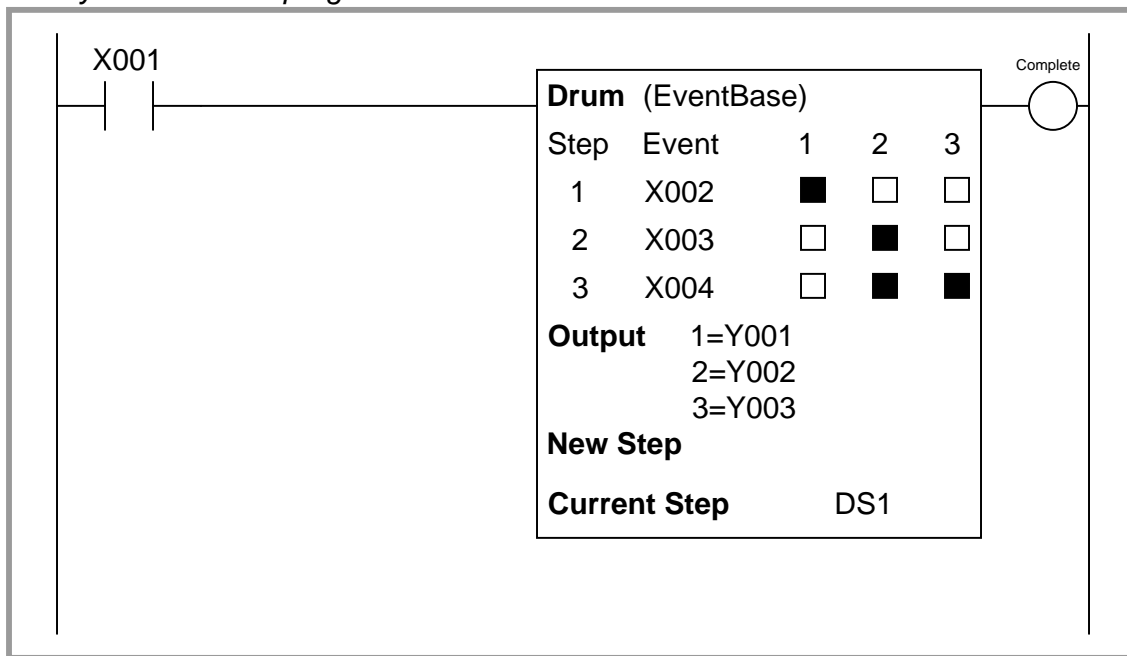 X001
Complete
Drum (EventBase)
Step Event 1 2 3
1 X002
2 X003
3 X004
Output 1=Y001
2=Y002
3=Y003
New Step
Current Step DS1